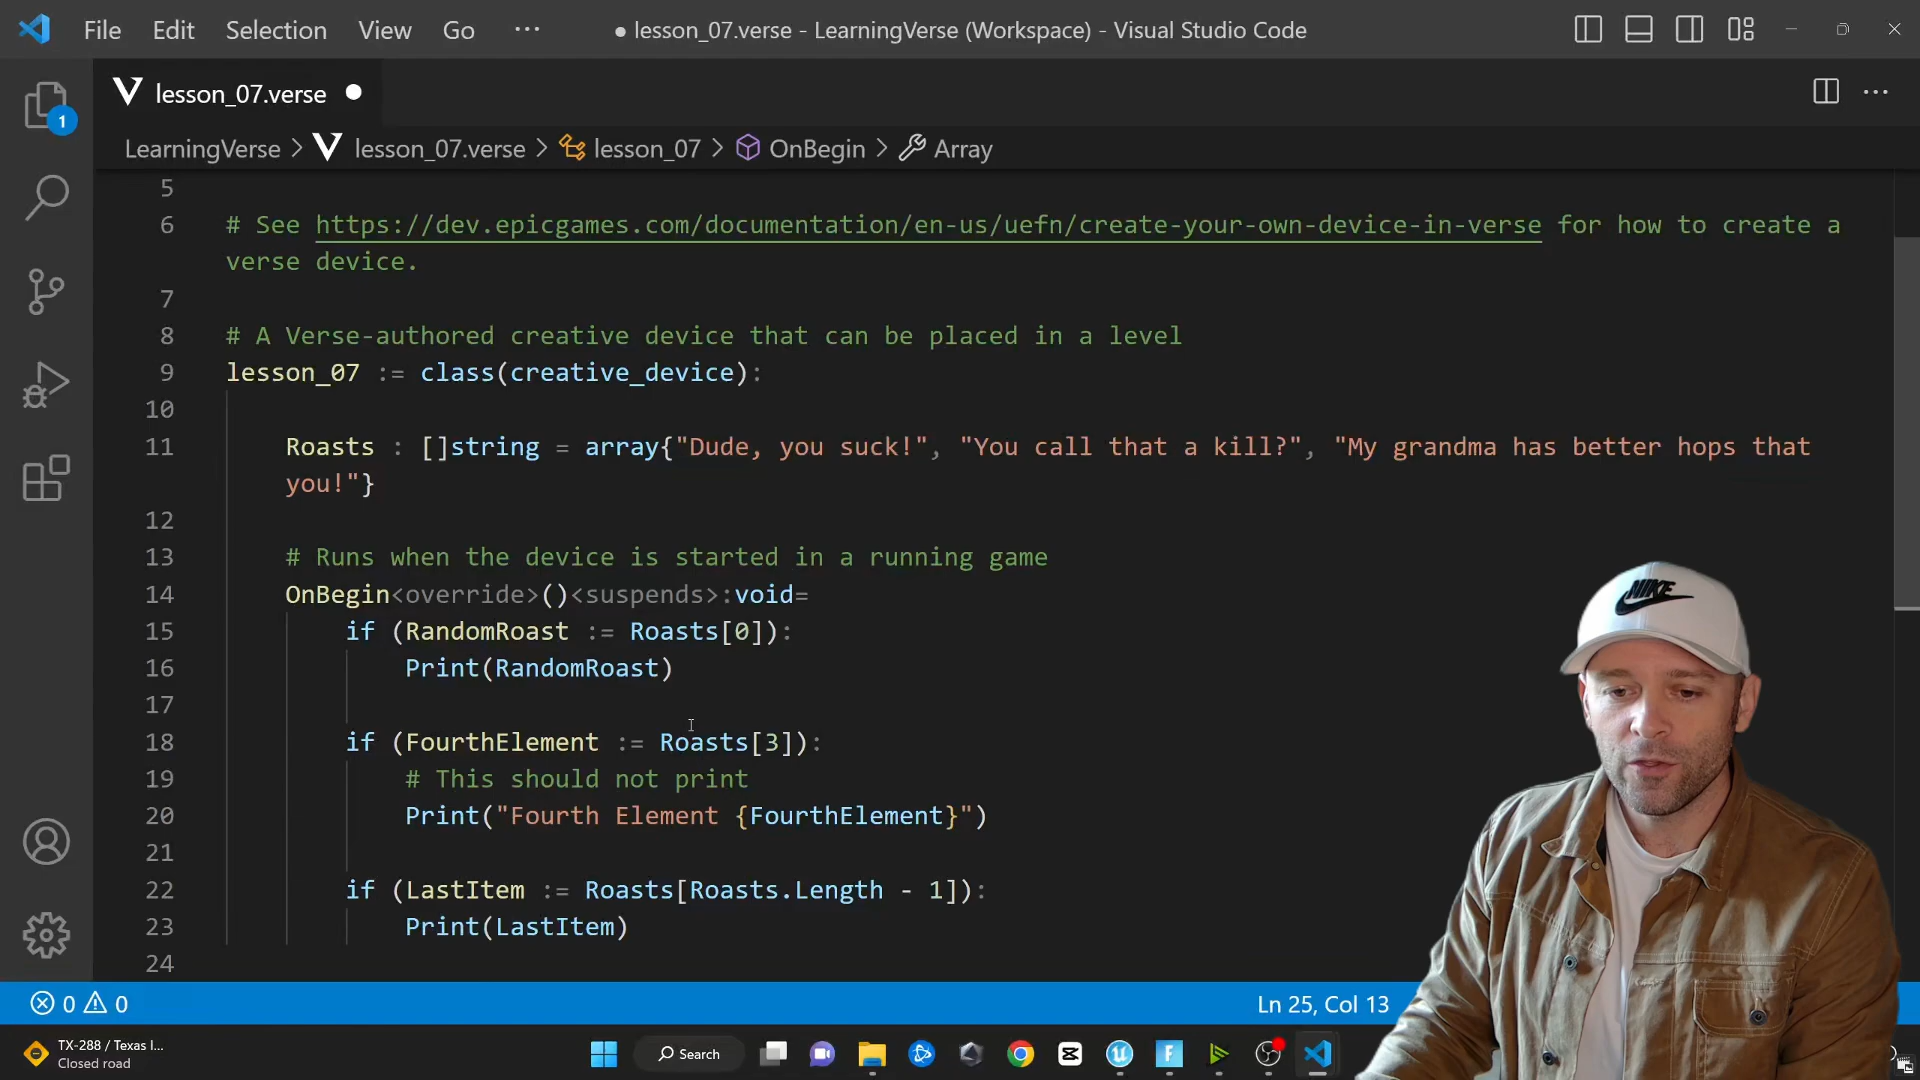 File Edit Selection View Go ··· ● lesson_07.verse - LearningVerse (Workspace) - Visual Studio Code
lesson_07.verse ●
1
LearningVerse > lesson_07.verse > lesson_07 > OnBegin > Array
5
6 # See https://dev.epicgames.com/documentation/en-us/uefn/create-your-own-device-in-verse for how to create a
verse device.
7
8 # A Verse-authored creative device that can be placed in a level
9 lesson_07 := class(creative_device):
10
11 Roasts : []string = array{"Dude, you suck!", "You call that a kill?", "My grandma has better hops that
you!"}
12
13 # Runs when the device is started in a running game
14 OnBegin<override>()<suspends>:void=
15 if (RandomRoast := Roasts[0]):
16 Print(RandomRoast)
17
18 if (FourthElement := Roasts[3]):
19 # This should not print
20 Print("Fourth Element {FourthElement}")
21
22 if (LastItem := Roasts[Roasts.Length - 1]):
23 Print(LastItem)
24
NIKE
0 0 Ln 25, Col 13
TX-288 / Texas I...
Closed road
Search